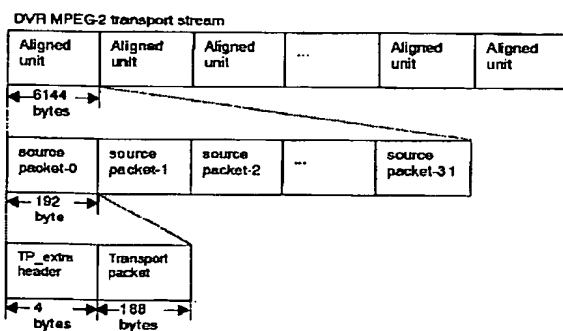 DVR MPEG-2 transport stream
Aligned unit
Aligned unit
Aligned unit
...
Aligned unit
Aligned unit
6144 bytes
source packet-0
source packet-1
source packet-2
...
source packet-31
192 byte
TP_extra header
Transport packet
4 bytes
188 bytes